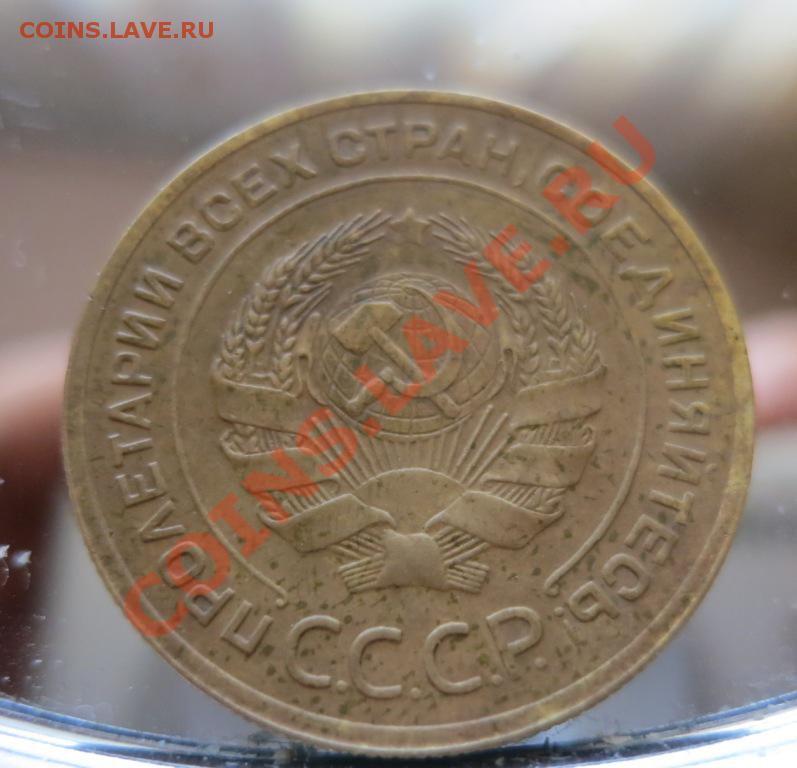 COINS.LAVE.RU
ПРОЛЕТАРИИ ВСЕХ СТРАН, СОЕДИНЯЙТЕСЬ!
С.С.С.Р.
COINS.LAVE.RU